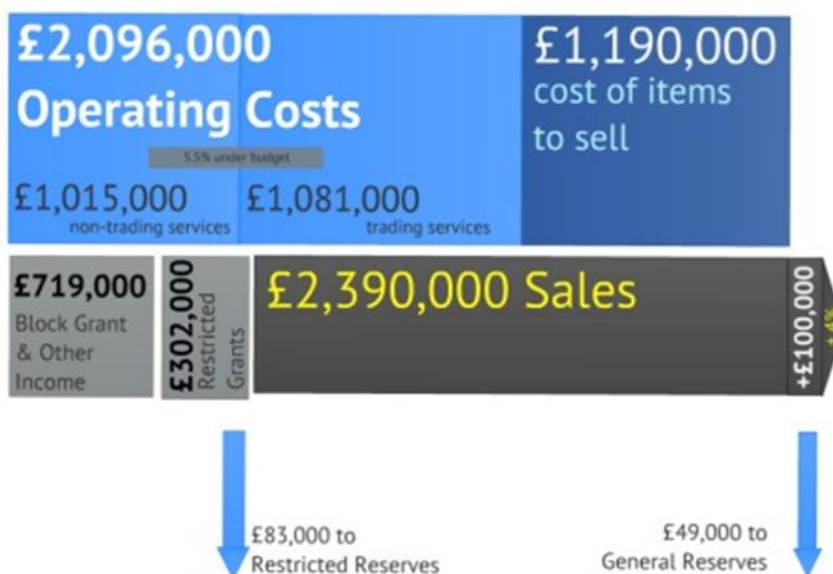 £2,096,000
Operating Costs
5.5% under budget
£1,015,000
non-trading services
£1,081,000
trading services
£1,190,000
cost of items
to sell
£719,000
Block Grant
& Other
Income
£302,000
Restricted
Grants
£2,390,000 Sales
+£100,000
£83,000 to
Restricted Reserves
£49,000 to
General Reserves